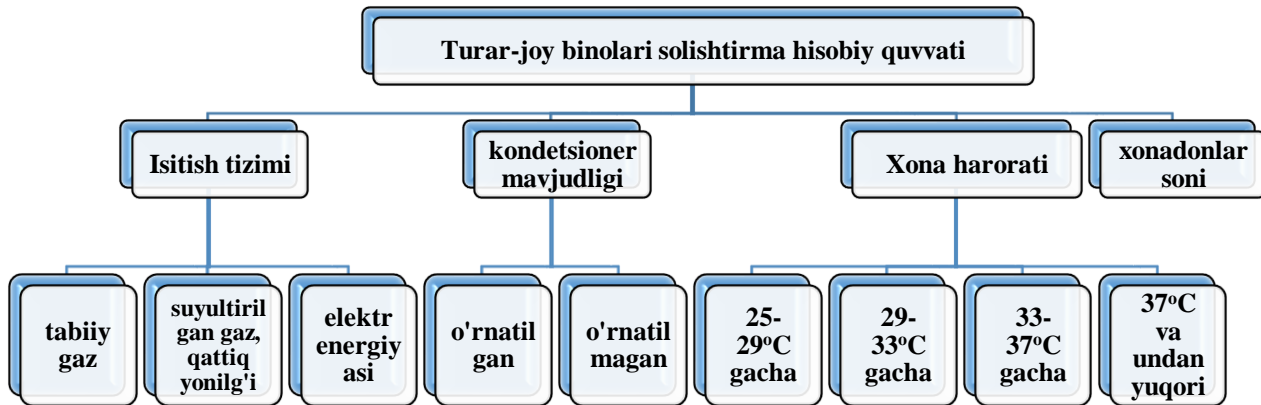 Turar-joy binolari solishtirma hisobiy quvvati
Isitish tizimi
kondetsioner
mavjudligi
Xona harorati
xonadonlar
soni
tabiiy
gaz
suyultiril
gan gaz,
qattiq
yonilg'i
elektr
energiy
asi
o'rnatil
gan
o'rnatil
magan
25-
29°C
gacha
29-
33°C
gacha
33-
37°C
gacha
37°C
va
undan
yuqori